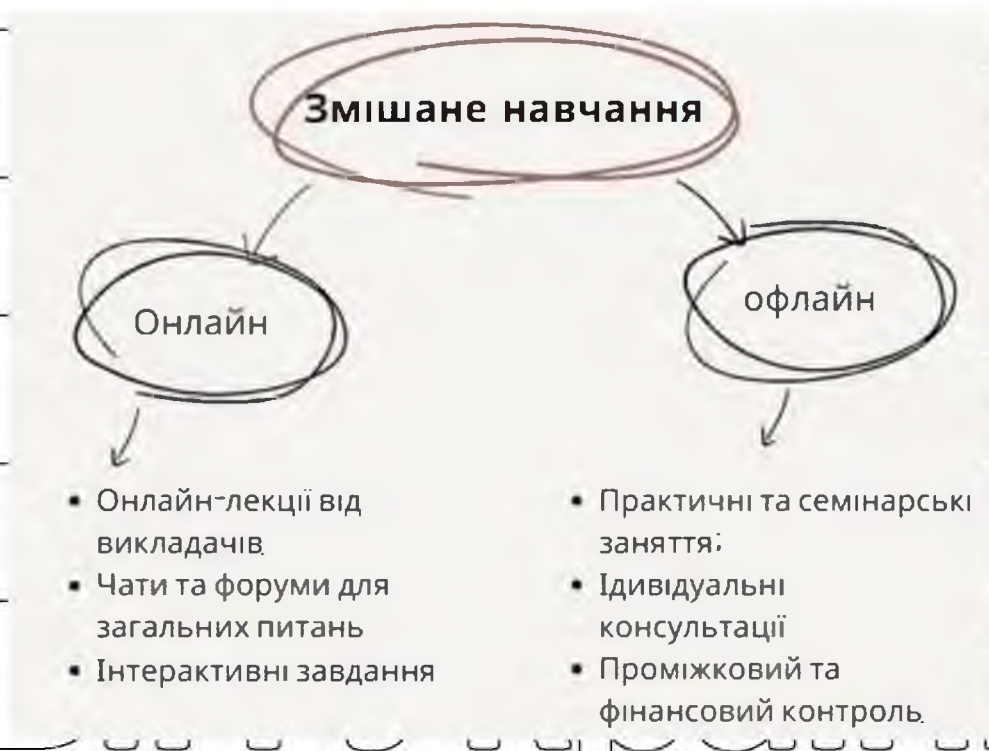 Змішане навчання
Онлайн
офлайн
• Онлайн-лекції від
викладачів
• Чати та форуми для
загальних питань
• Інтерактивні завдання
• Практичні та семінарські
заняття;
• Ідивідуальні
консультації
• Проміжковий та
фінансовий контроль.